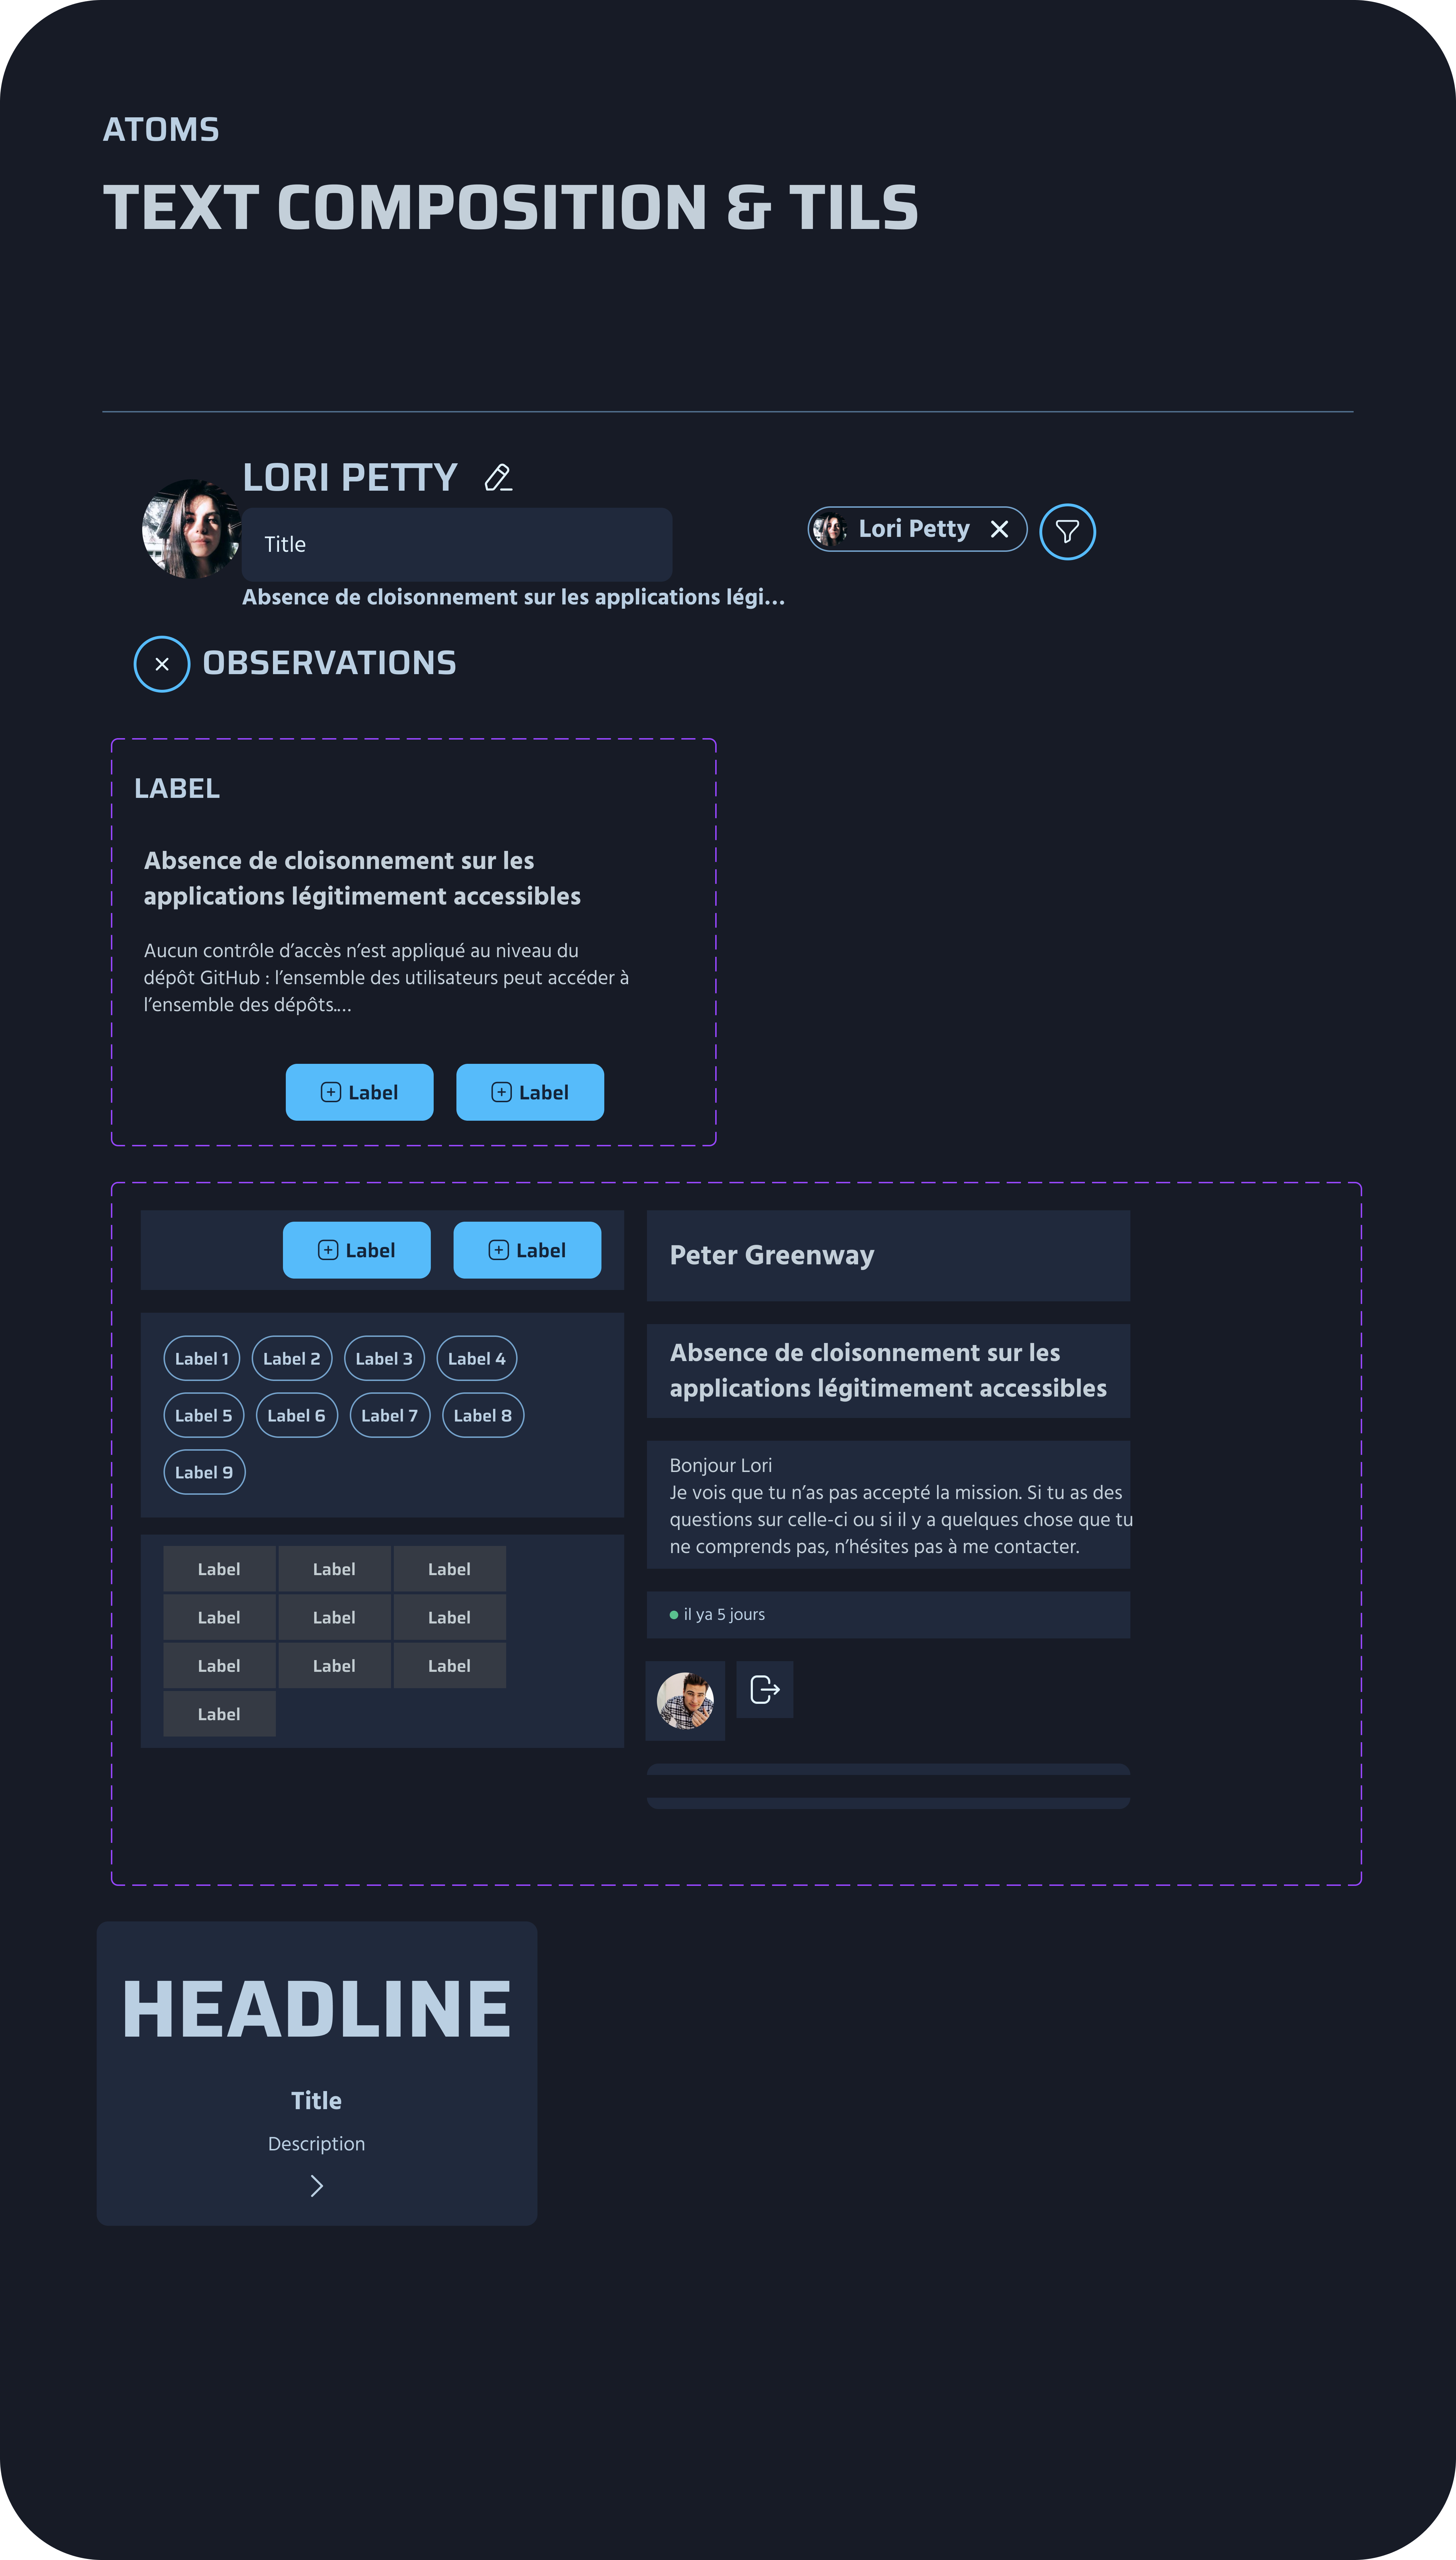 ATOMS
TEXT COMPOSITION & TILS
LORI PETTY
Title
Absence de cloisonnement sur les applications légi...
Lori Petty
OBSERVATIONS
LABEL
Absence de cloisonnement sur les
applications légitimement accessibles
Aucun contrôle d’accès n’est appliqué au niveau du
dépôt GitHub : l’ensemble des utilisateurs peut accéder à
l’ensemble des dépôts....
Label Label
Label Label
Label 1 Label 2 Label 3 Label 4
Label 5 Label 6 Label 7 Label 8
Label 9
Label Label Label
Label Label Label
Label Label Label
Label
Peter Greenway
Absence de cloisonnement sur les
applications légitimement accessibles
Bonjour Lori
Je vois que tu n’as pas accepté la mission. Si tu as des
questions sur celle-ci ou si il y a quelques chose que tu
ne comprends pas, n’hésites pas à me contacter.
il ya 5 jours
HEADLINE
Title
Description